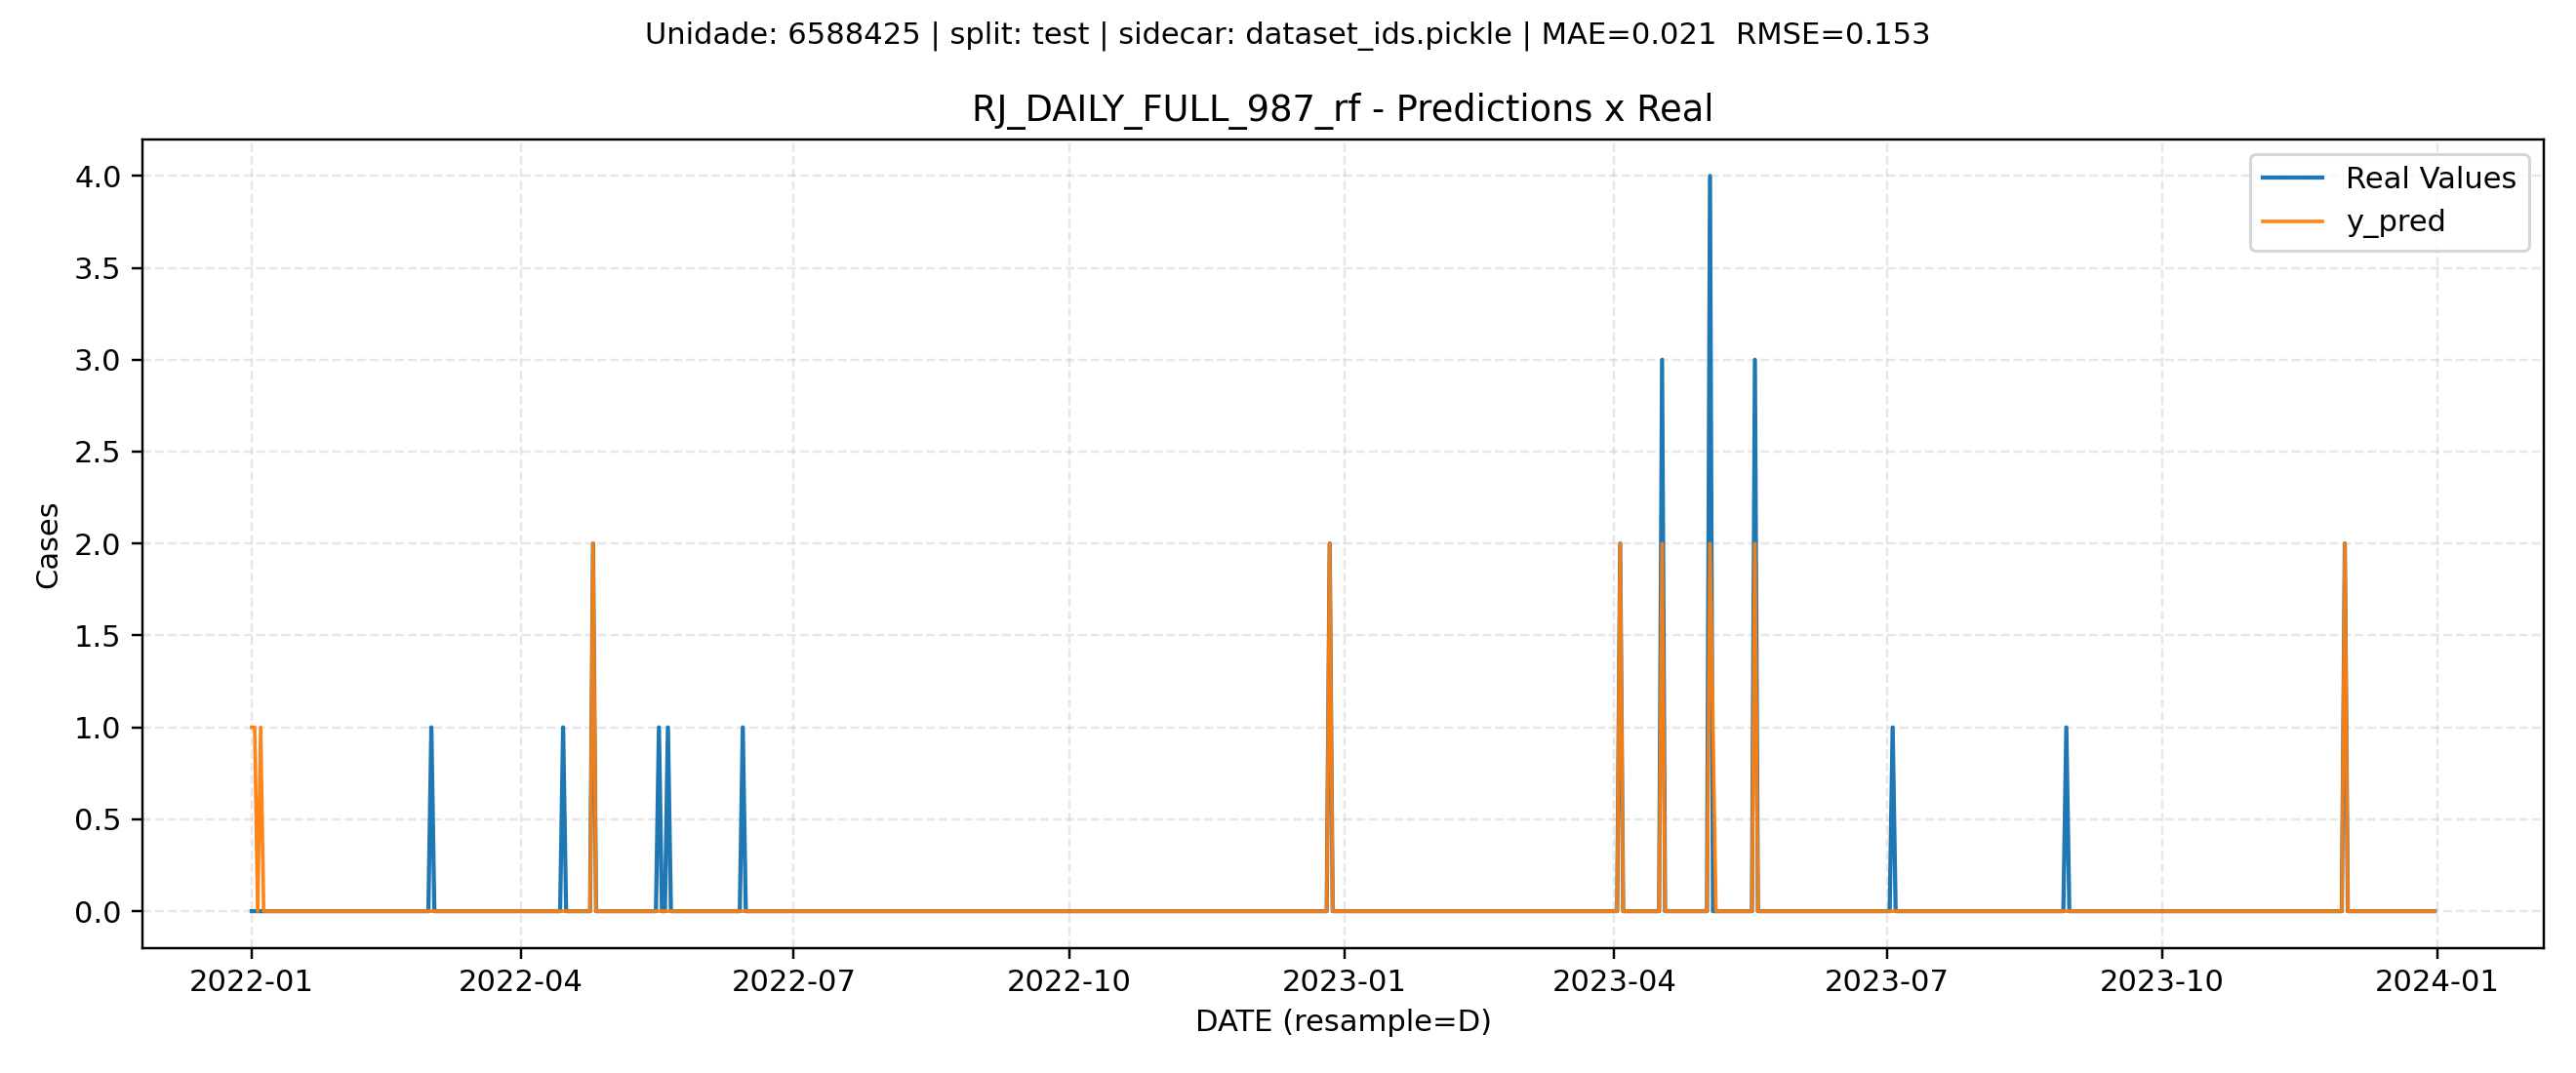 Unidade: 6588425 | split: test | sidecar: dataset_ids.pickle | MAE=0.021  RMSE=0.153
RJ_DAILY_FULL_987_rf - Predictions x Real
Real Values
y_pred
Cases
4.0
3.5
3.0
2.5
2.0
1.5
1.0
0.5
0.0
2022-01 2022-04 2022-07 2022-10 2023-01 2023-04 2023-07 2023-10 2024-01
DATE (resample=D)